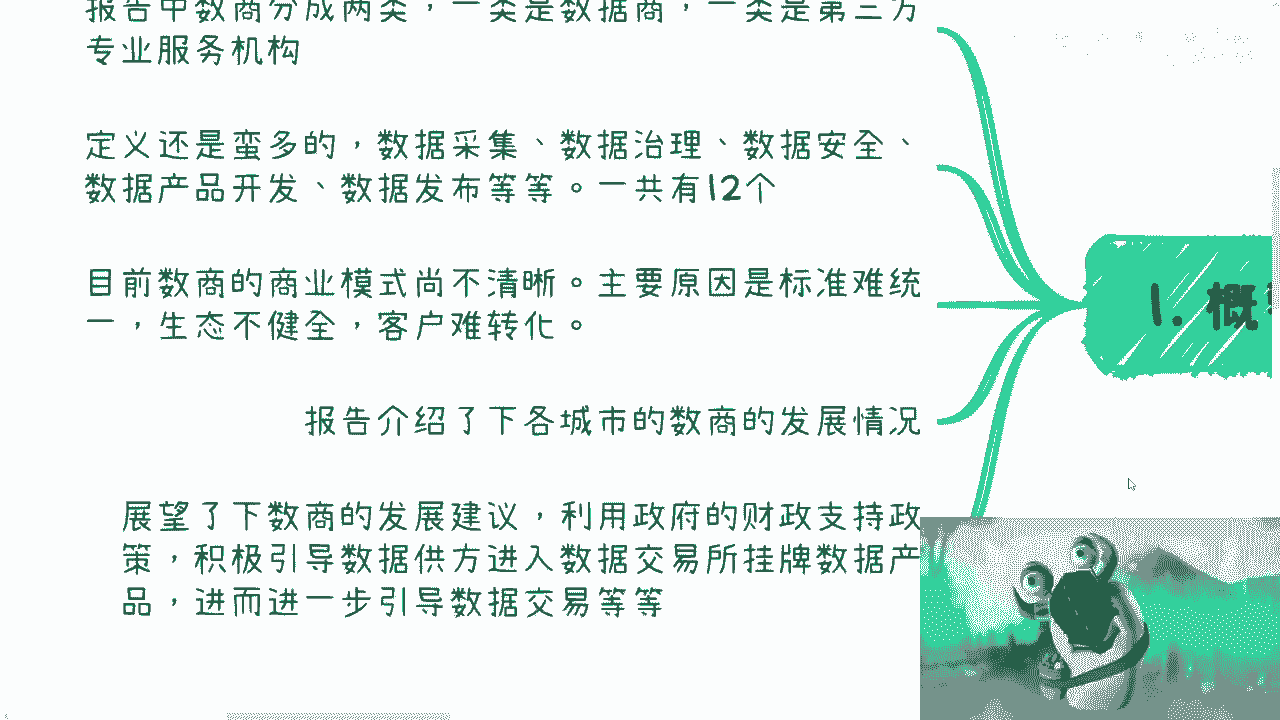 报告中数商分成两类，一类是数据商，一类是第三方
专业服务机构
定义还是蛮多的，数据采集、数据治理、数据安全、
数据产品开发、数据发布等等。一共有12个
目前数商的商业模式尚不清晰。主要原因是标准难统
一，生态不健全，客户难转化。
报告介绍了下各城市的数商的发展情况
展望了下数商的发展建议，利用政府的财政支持政
策，积极引导数据供方进入数据交易所挂牌数据产
品，进而进一步引导数据交易等等
1. 概